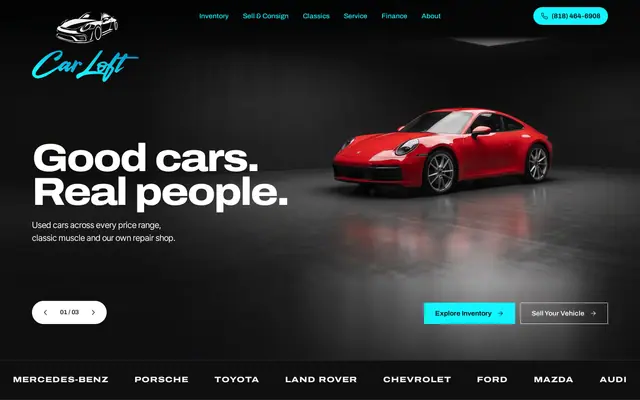 Car Loft
Inventory
Sell & Consign
Classics
Service
Finance
About
(818) 464-6908
Good cars.
Real people.
Used cars across every price range,
classic muscle and our own repair shop.
01 / 03
Explore Inventory
Sell Your Vehicle
MERCEDES-BENZ
PORSCHE
TOYOTA
LAND ROVER
CHEVROLET
FORD
MAZDA
AUDI